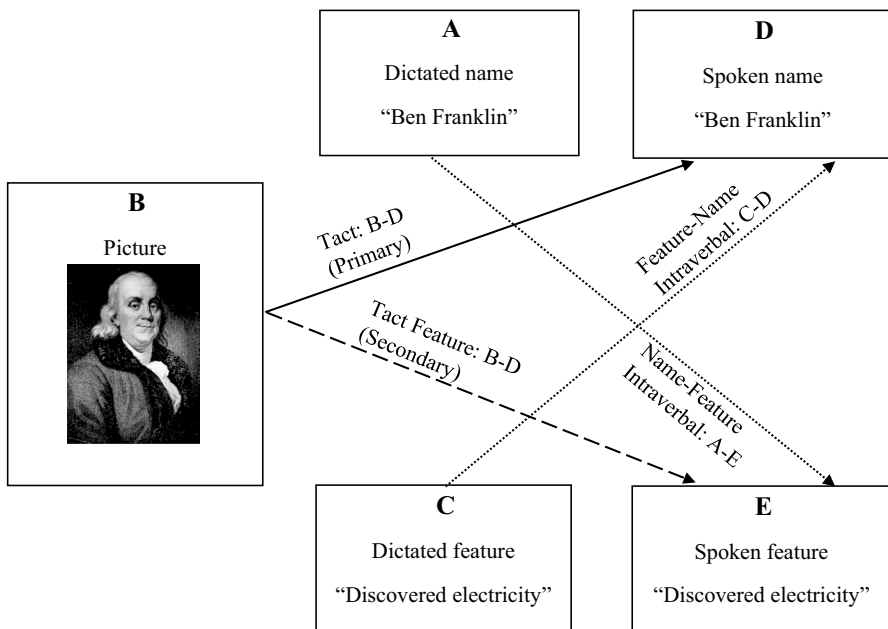 A
Dictated name
“Ben Franklin”
D
Spoken name
“Ben Franklin”
B
Picture
Tact: B-D
(Primary)
Feature-Name
Intraverbal: C-D
Tact Feature: B-D
(Secondary)
Name-Feature
Intraverbal: A-E
C
Dictated feature
“Discovered electricity”
E
Spoken feature
“Discovered electricity”